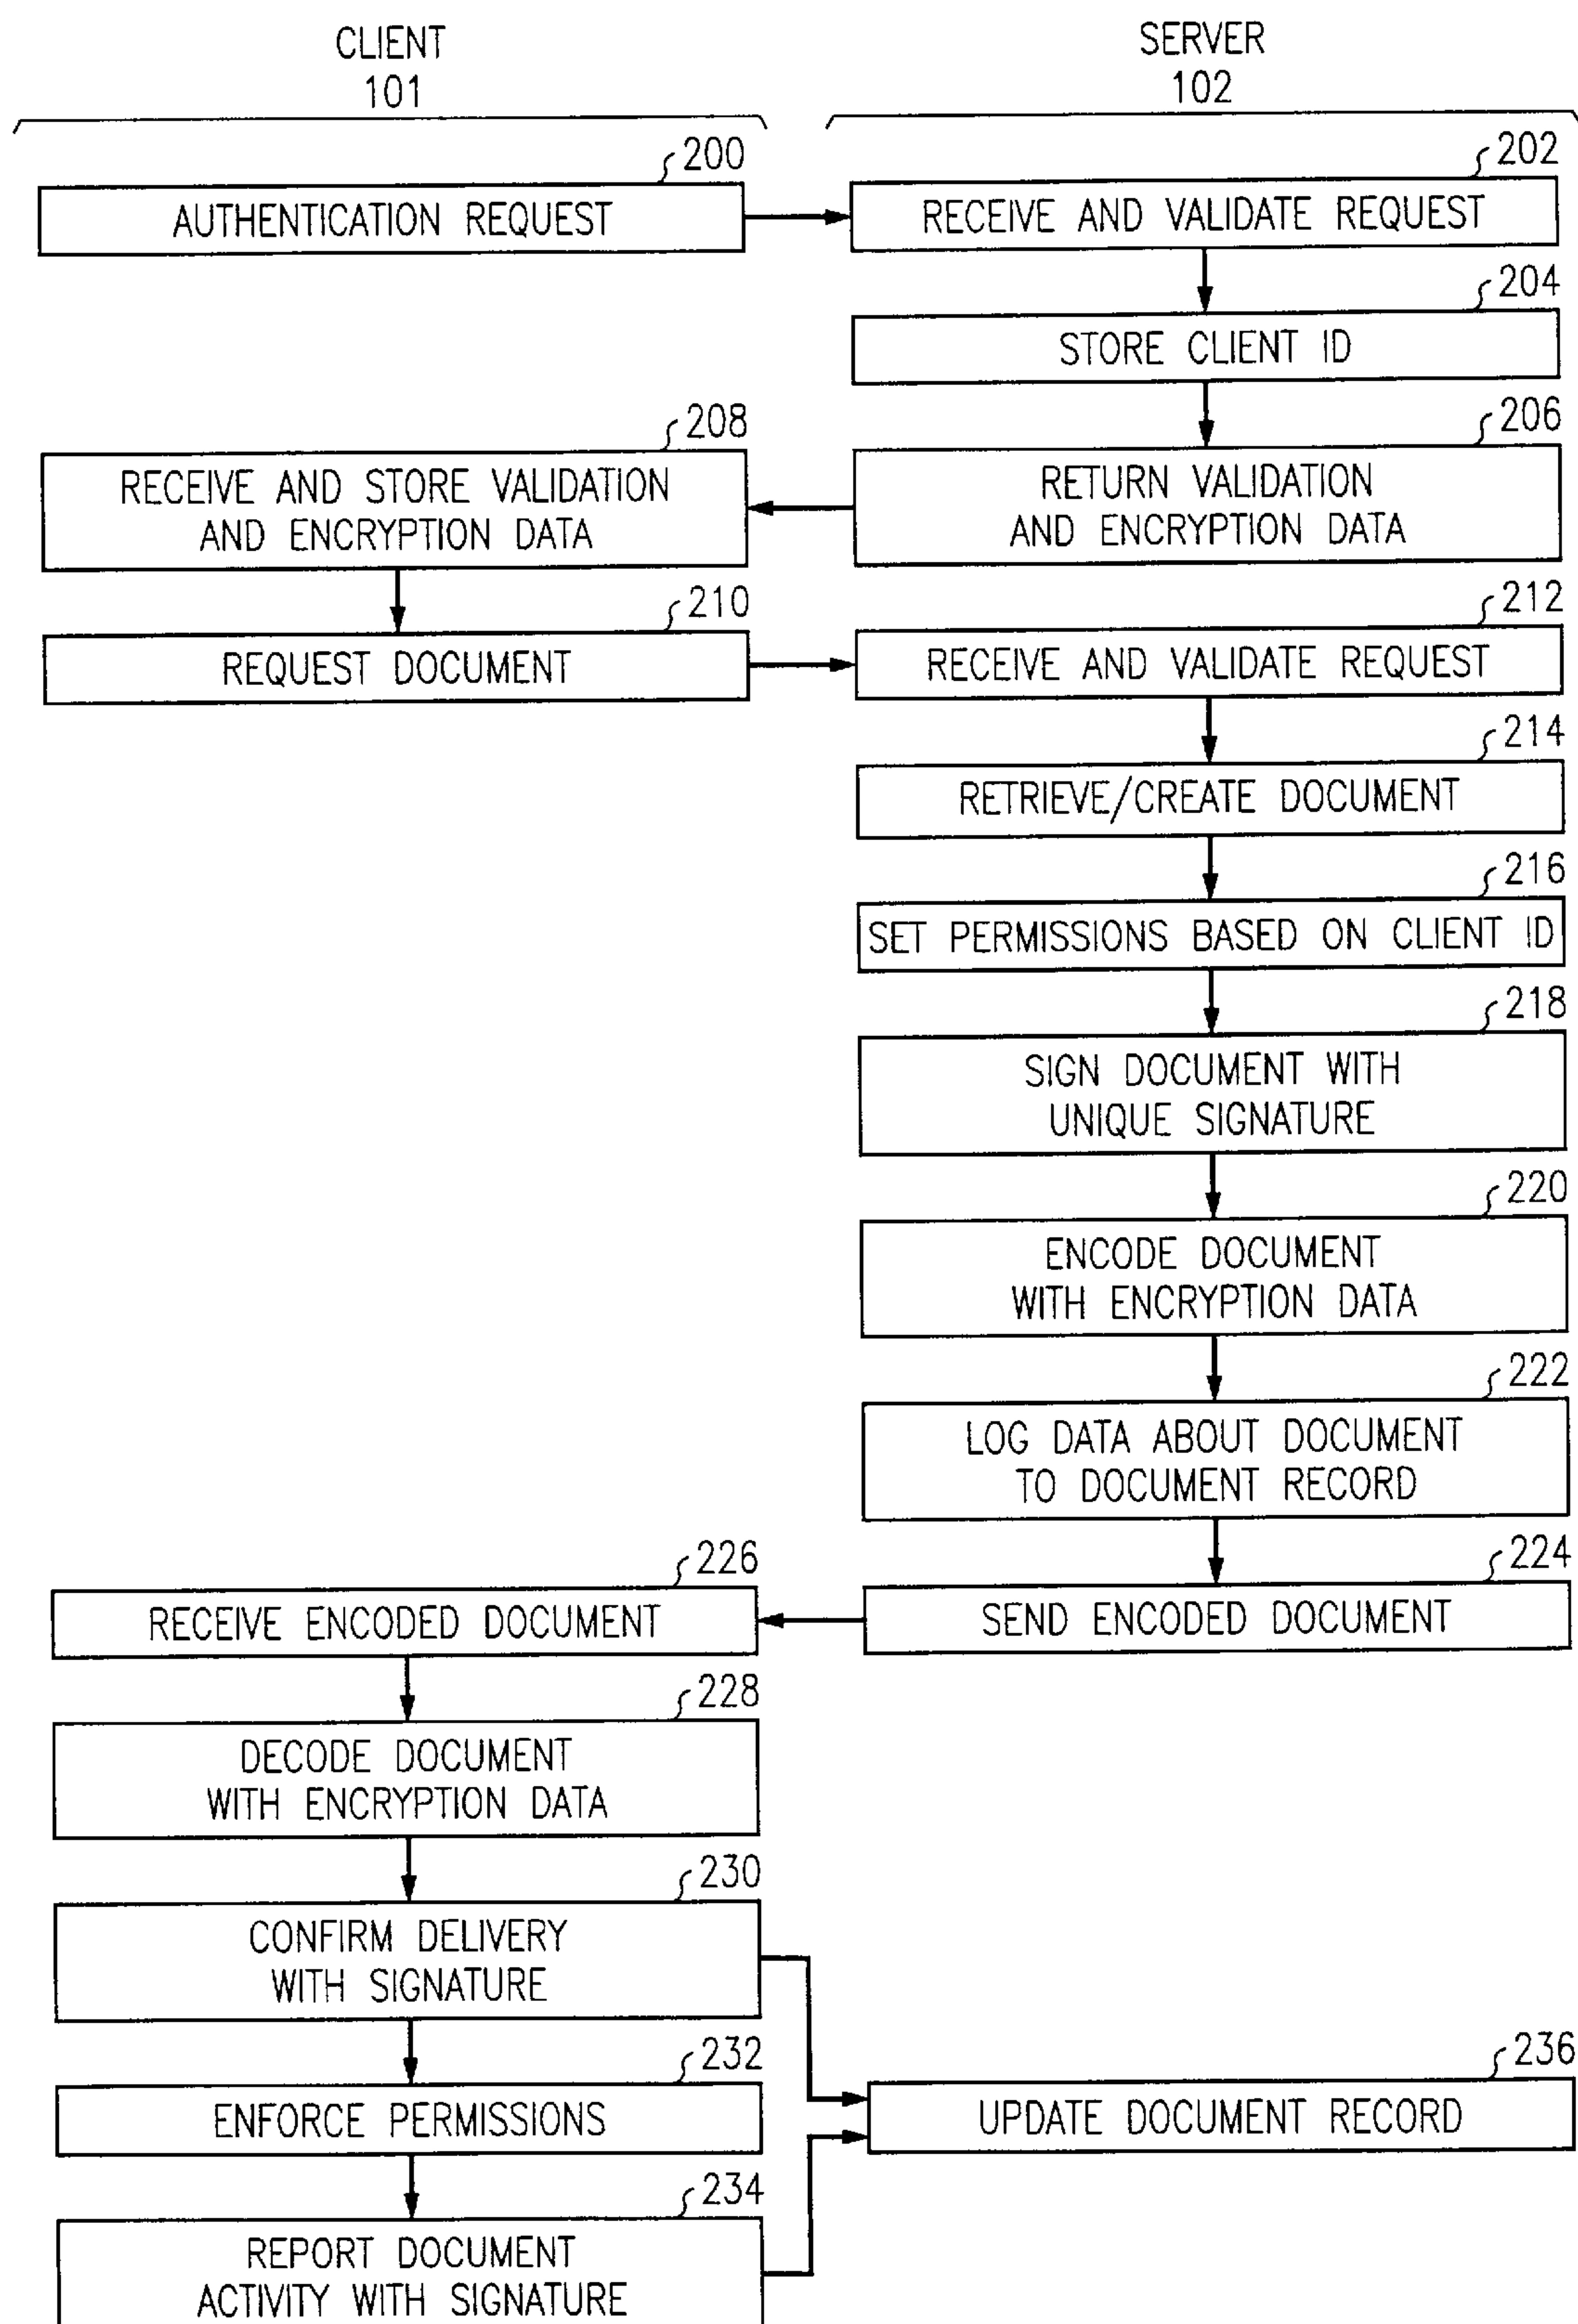 CLIENT
101
SERVER
102
200
AUTHENTICATION REQUEST
202
RECEIVE AND VALIDATE REQUEST
204
STORE CLIENT ID
206
RETURN VALIDATION
AND ENCRYPTION DATA
208
RECEIVE AND STORE VALIDATION
AND ENCRYPTION DATA
210
REQUEST DOCUMENT
212
RECEIVE AND VALIDATE REQUEST
214
RETRIEVE/CREATE DOCUMENT
216
SET PERMISSIONS BASED ON CLIENT ID
218
SIGN DOCUMENT WITH
UNIQUE SIGNATURE
220
ENCODE DOCUMENT
WITH ENCRYPTION DATA
222
LOG DATA ABOUT DOCUMENT
TO DOCUMENT RECORD
224
SEND ENCODED DOCUMENT
226
RECEIVE ENCODED DOCUMENT
228
DECODE DOCUMENT
WITH ENCRYPTION DATA
230
CONFIRM DELIVERY
WITH SIGNATURE
232
ENFORCE PERMISSIONS
234
REPORT DOCUMENT
ACTIVITY WITH SIGNATURE
236
UPDATE DOCUMENT RECORD